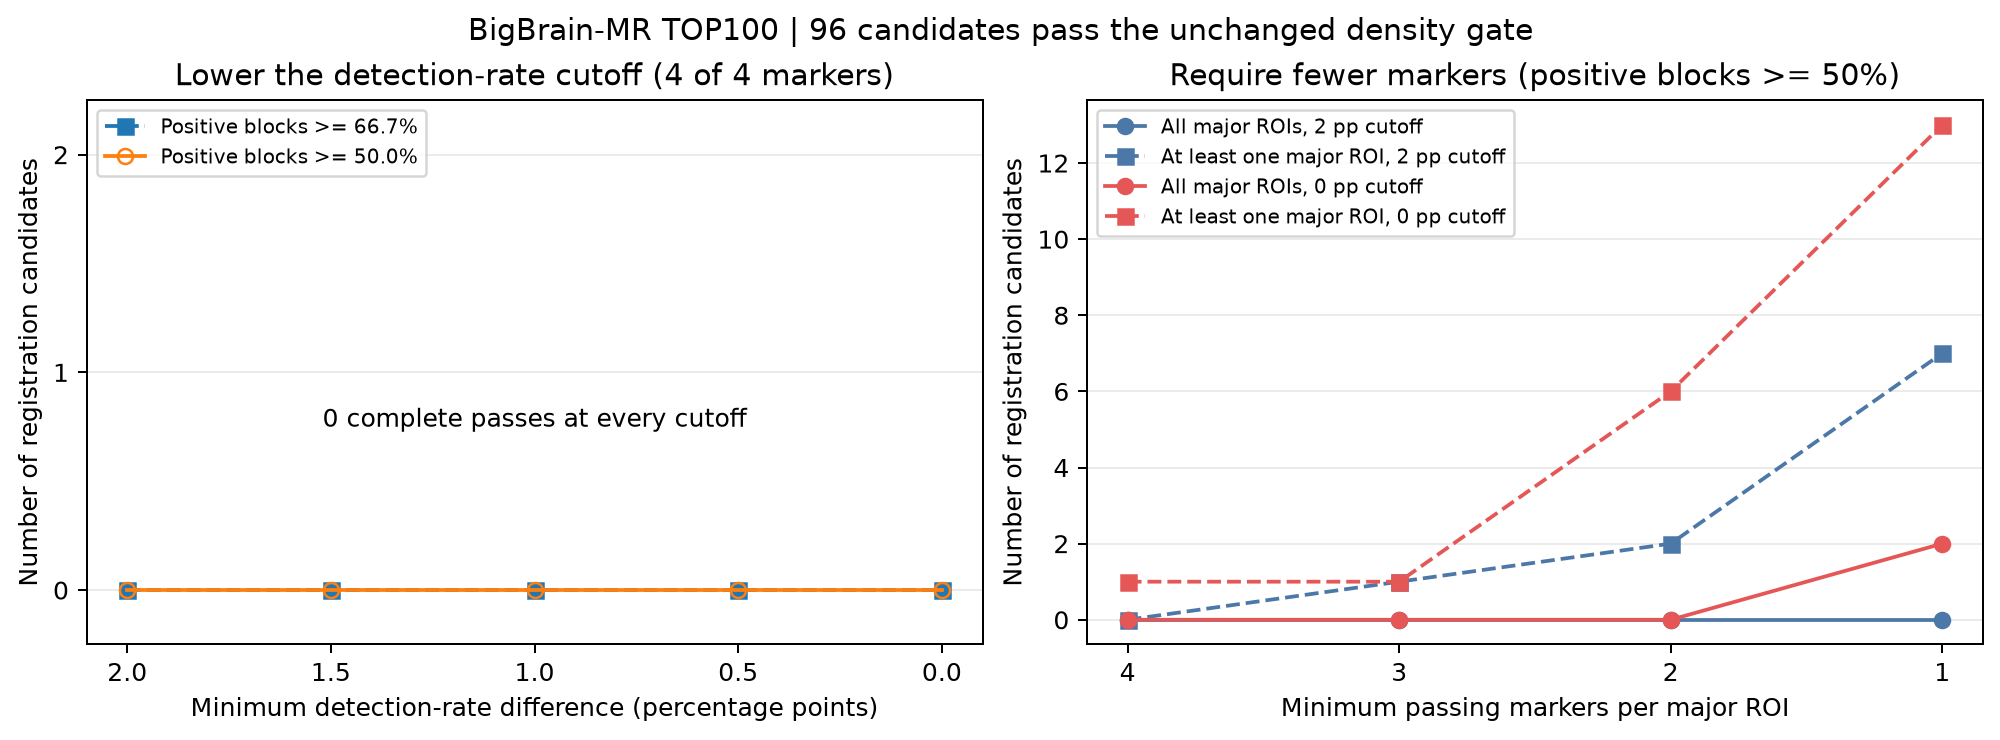 BigBrain-MR TOP100 | 96 candidates pass the unchanged density gate
Lower the detection-rate cutoff (4 of 4 markers)
Positive blocks >= 66.7%
Positive blocks >= 50.0%
Number of registration candidates
2
1
0
0 complete passes at every cutoff
2.0
1.5
1.0
0.5
0.0
Minimum detection-rate difference (percentage points)
Require fewer markers (positive blocks >= 50%)
All major ROIs, 2 pp cutoff
At least one major ROI, 2 pp cutoff
All major ROIs, 0 pp cutoff
At least one major ROI, 0 pp cutoff
Number of registration candidates
12
10
8
6
4
2
0
4
3
2
1
Minimum passing markers per major ROI